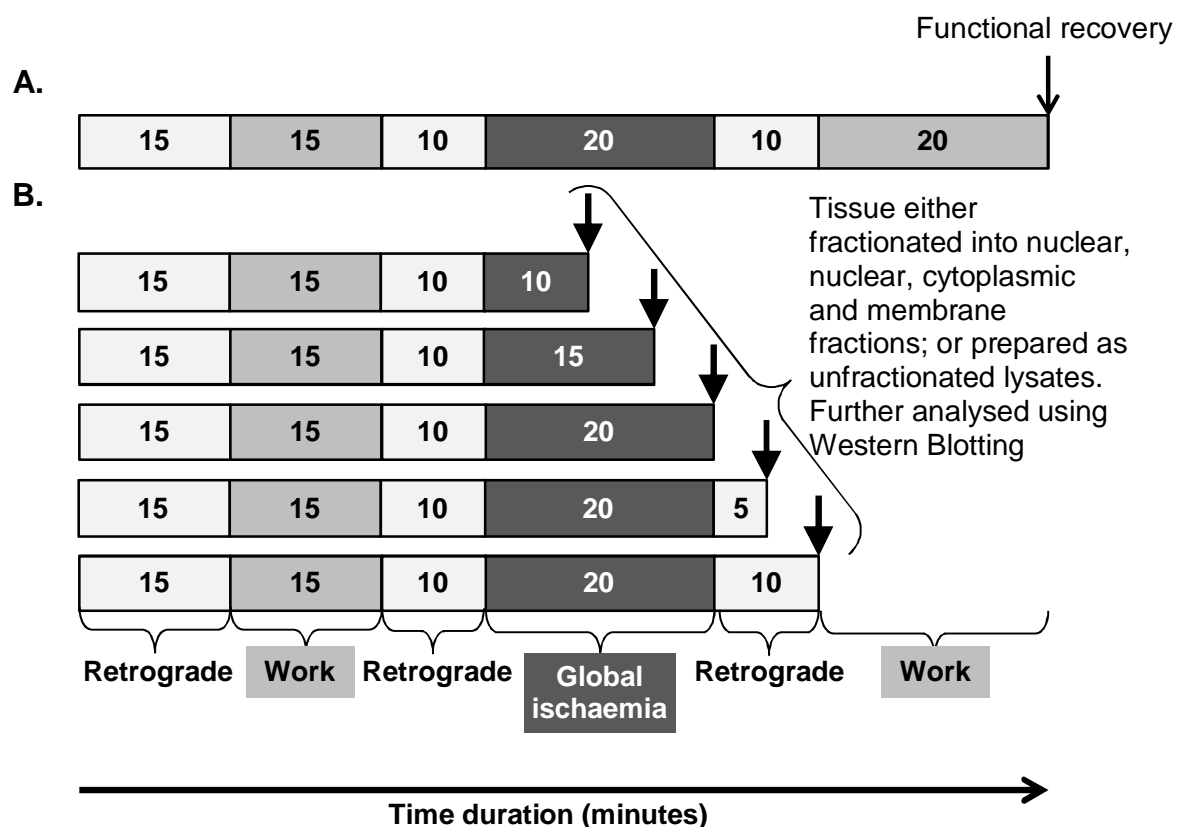 Functional recovery
A.
15 15 10 20 10 20
B.
Tissue either
fractionated into nuclear,
nuclear, cytoplasmic
and membrane
fractions; or prepared as
unfractionated lysates.
Further analysed using
Western Blotting
15 15 10 10
15 15 10 15
15 15 10 20
15 15 10 20 5
15 15 10 20 10
Retrograde Work Retrograde Global ischaemia Retrograde Work
Time duration (minutes)